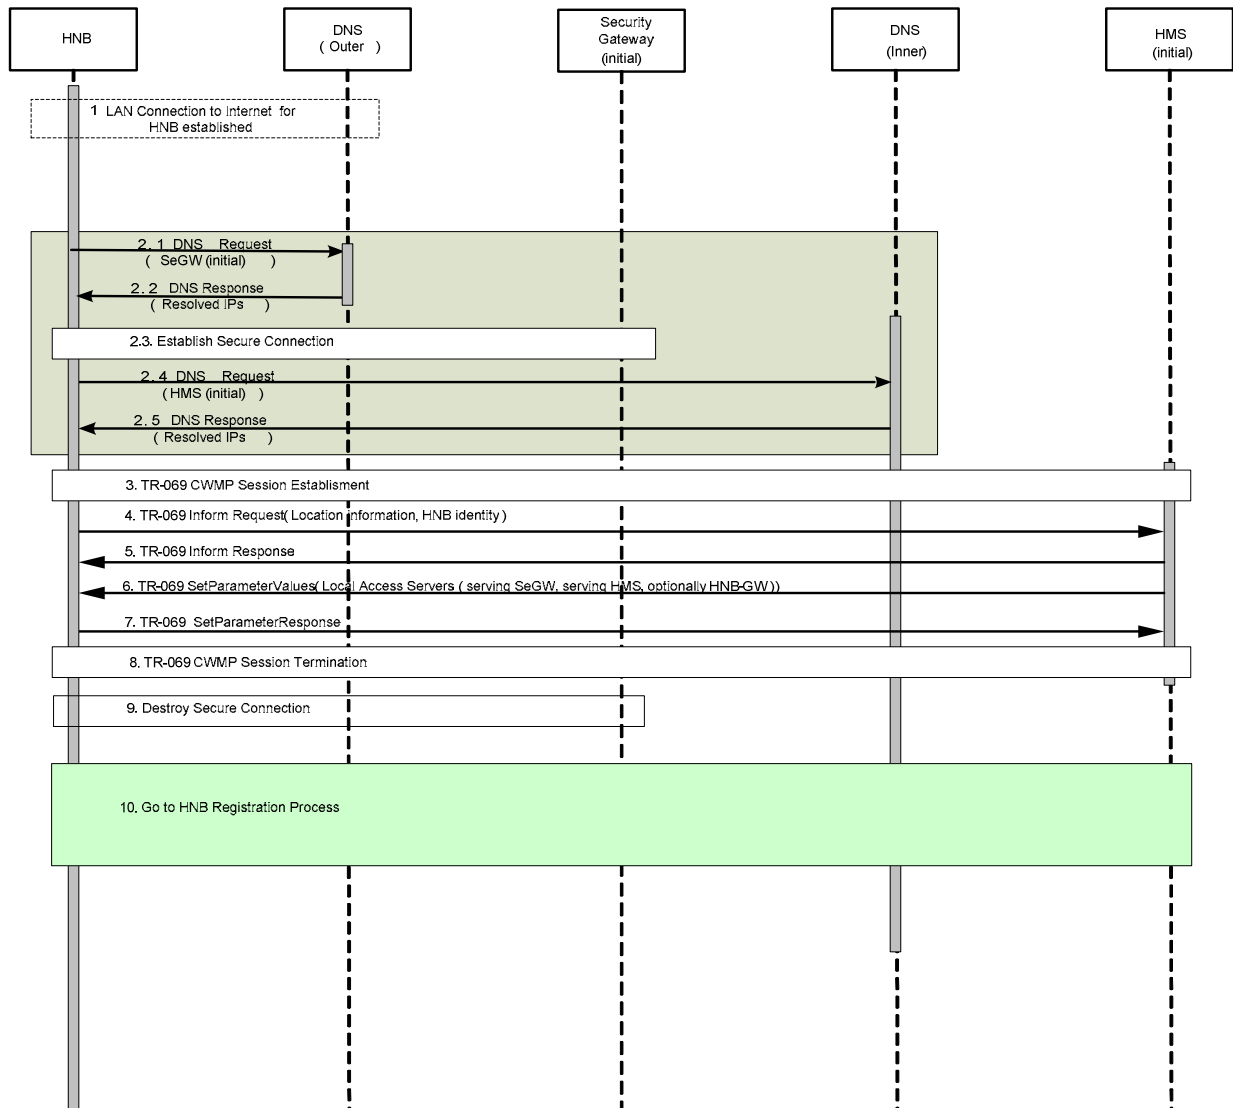 HNB
DNS
( Outer )
Security
Gateway
(initial)
DNS
(Inner)
HMS
(initial)
1 LAN Connection to Internet for
HNB established
2. 1 DNS Request
( SeGW (initial) )
2. 2 DNS Response
( Resolved IPs )
2.3. Establish Secure Connection
2. 4 DNS Request
(HMS (initial) )
2. 5 DNS Response
( Resolved IPs )
3. TR-069 CWMP Session Establisment
4. TR-069 Inform Request( Location information, HNB identity )
5. TR-069 Inform Response
6. TR-069 SetParameterValues( Local Access Servers ( serving SeGW, serving HMS, optionally HNB-GW ))
7. TR-069 SetParameterResponse
8. TR-069 CWMP Session Termination
9. Destroy Secure Connection
10. Go to HNB Registration Process